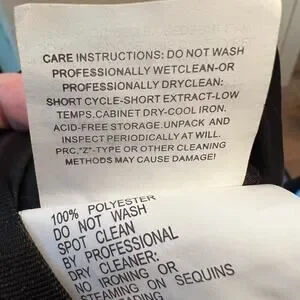 CARE INSTRUCTIONS: DO NOT WASH
PROFESSIONALLY WETCLEAN-OR
PROFESSIONALLY DRYCLEAN:
SHORT CYCLE-SHORT EXTRACT-LOW
TEMPS.CABINET DRY-COOL IRON.
ACID-FREE STORAGE.UNPACK AND
INSPECT PERIODICALLY AT WILL.
PRC,"Z"-TYPE OR OTHER CLEANING
METHODS MAY CAUSE DAMAGE!
100% POLYESTER
DO NOT WASH
SPOT CLEAN
BY PROFESSIONAL
DRY CLEANER:
NO IRONING OR
STEAMING ON SEQUINS